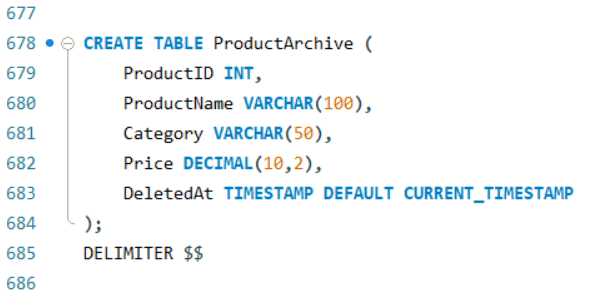 677
678 CREATE TABLE ProductArchive (
679 ProductID INT,
680 ProductName VARCHAR(100),
681 Category VARCHAR(50),
682 Price DECIMAL(10,2),
683 DeletedAt TIMESTAMP DEFAULT CURRENT_TIMESTAMP
684 );
685 DELIMITER $$
686